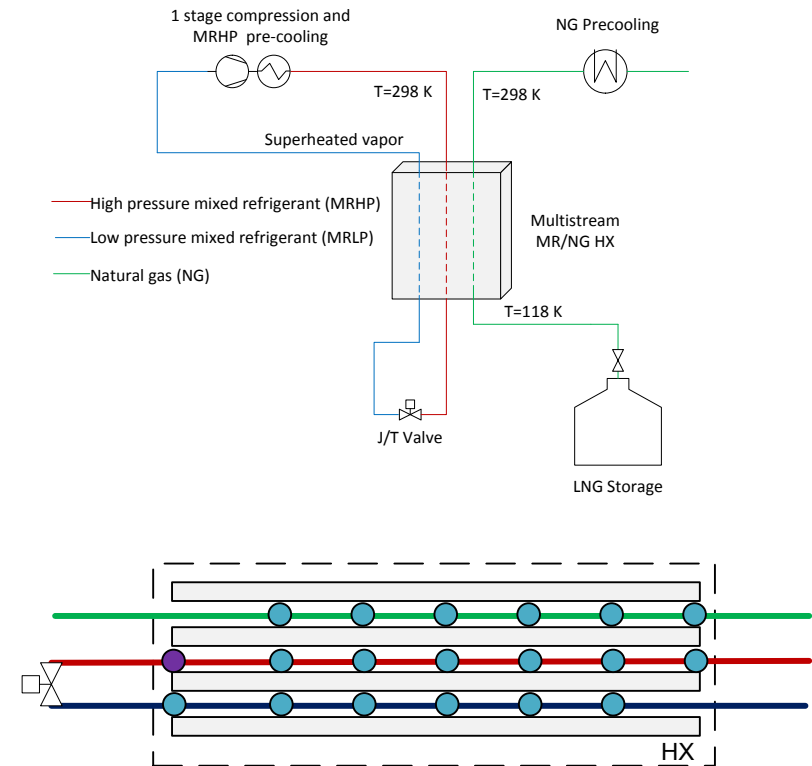 1 stage compression and
MRHP pre-cooling
NG Precooling
T=298 K
T=298 K
Superheated vapor
High pressure mixed refrigerant (MRHP)
Low pressure mixed refrigerant (MRLP)
Natural gas (NG)
Multistream
MR/NG HX
T=118 K
J/T Valve
LNG Storage
HX